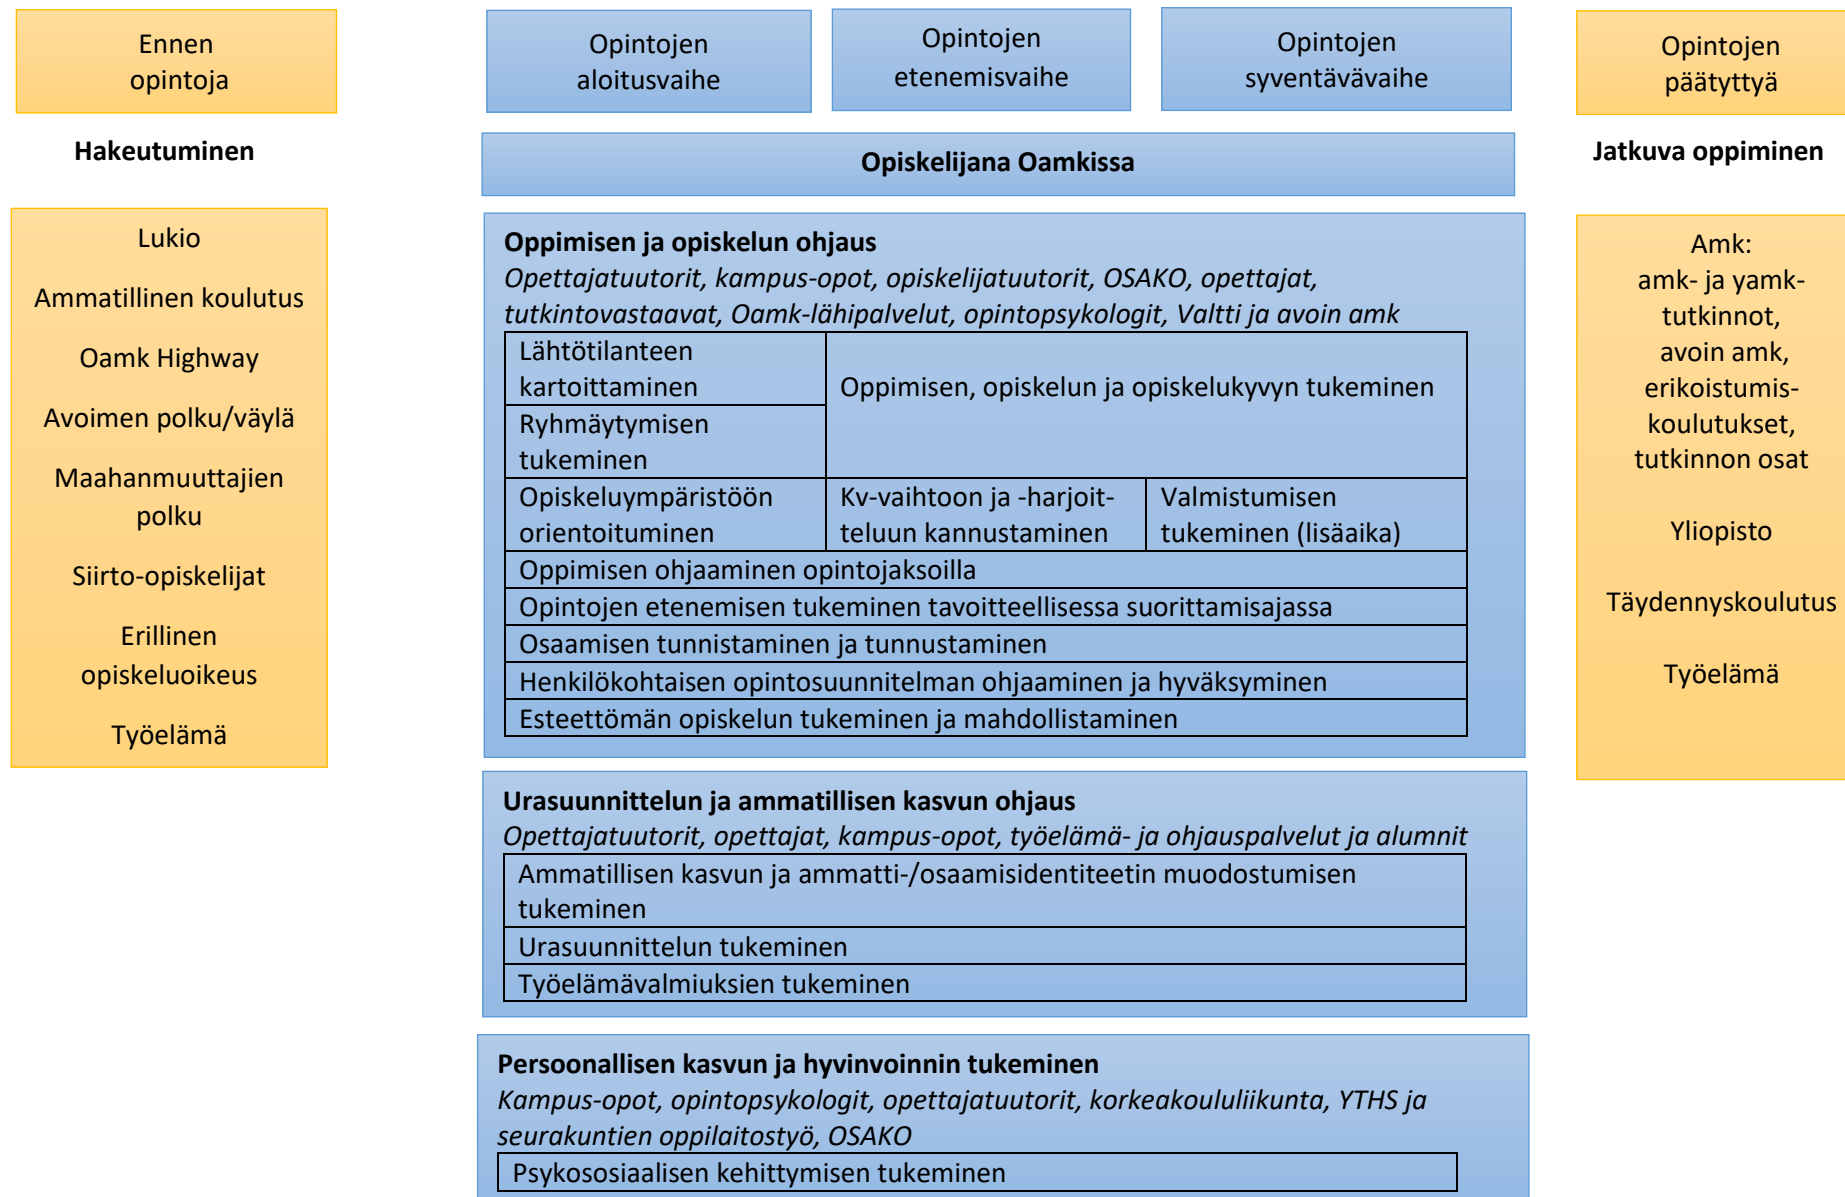 Ennen
opintoja
Opintojen
aloitusvaihe
Opintojen
etenemisvaihe
Opintojen
syventävävaihe
Opintojen
päätyttyä
Hakeutuminen
Opiskelijana Oamkissa
Jatkuva oppiminen
Lukio
Ammatillinen koulutus
Oamk Highway
Avoimen polku/väylä
Maahanmuuttajien
polku
Siirto-opiskelijat
Erillinen
opiskeluoikeus
Työelämä
Oppimisen ja opiskelun ohjaus
Opettajatuutorit, kampus-opot, opiskelijatuutorit, OSAKO, opettajat,
tutkintovastaavat, Oamk-lähipalvelut, opintopsykologit, Valtti ja avoin amk
Lähtötilanteen
kartoittaminen
Oppimisen, opiskelun ja opiskelukyvyn tukeminen
Ryhmäytymisen
tukeminen
Opiskeluympäristöön
orientoituminen
Kv-vaihtoon ja -harjoit-
teluun kannustaminen
Valmistumisen
tukeminen (lisäaika)
Oppimisen ohjaaminen opintojaksoilla
Opintojen etenemisen tukeminen tavoitteellisessa suorittamisajassa
Osaamisen tunnistaminen ja tunnustaminen
Henkilökohtaisen opintosuunnitelman ohjaaminen ja hyväksyminen
Esteettömän opiskelun tukeminen ja mahdollistaminen
Urasuunnittelun ja ammatillisen kasvun ohjaus
Opettajatuutorit, opettajat, kampus-opot, työelämä- ja ohjauspalvelut ja alumnit
Ammatillisen kasvun ja ammatti-/osaamisidentiteetin muodostumisen
tukeminen
Urasuunnittelun tukeminen
Työelämävalmiuksien tukeminen
Persoonallisen kasvun ja hyvinvoinnin tukeminen
Kampus-opot, opintopsykologit, opettajatuutorit, korkeakoululiikunta, YTHS ja
seurakuntien oppilaitostyö, OSAKO
Psykososiaalisen kehittymisen tukeminen
Amk:
amk- ja yamk-
tutkinnot,
avoin amk,
erikoistumis-
koulutukset,
tutkinnon osat
Yliopisto
Täydennyskoulutus
Työelämä